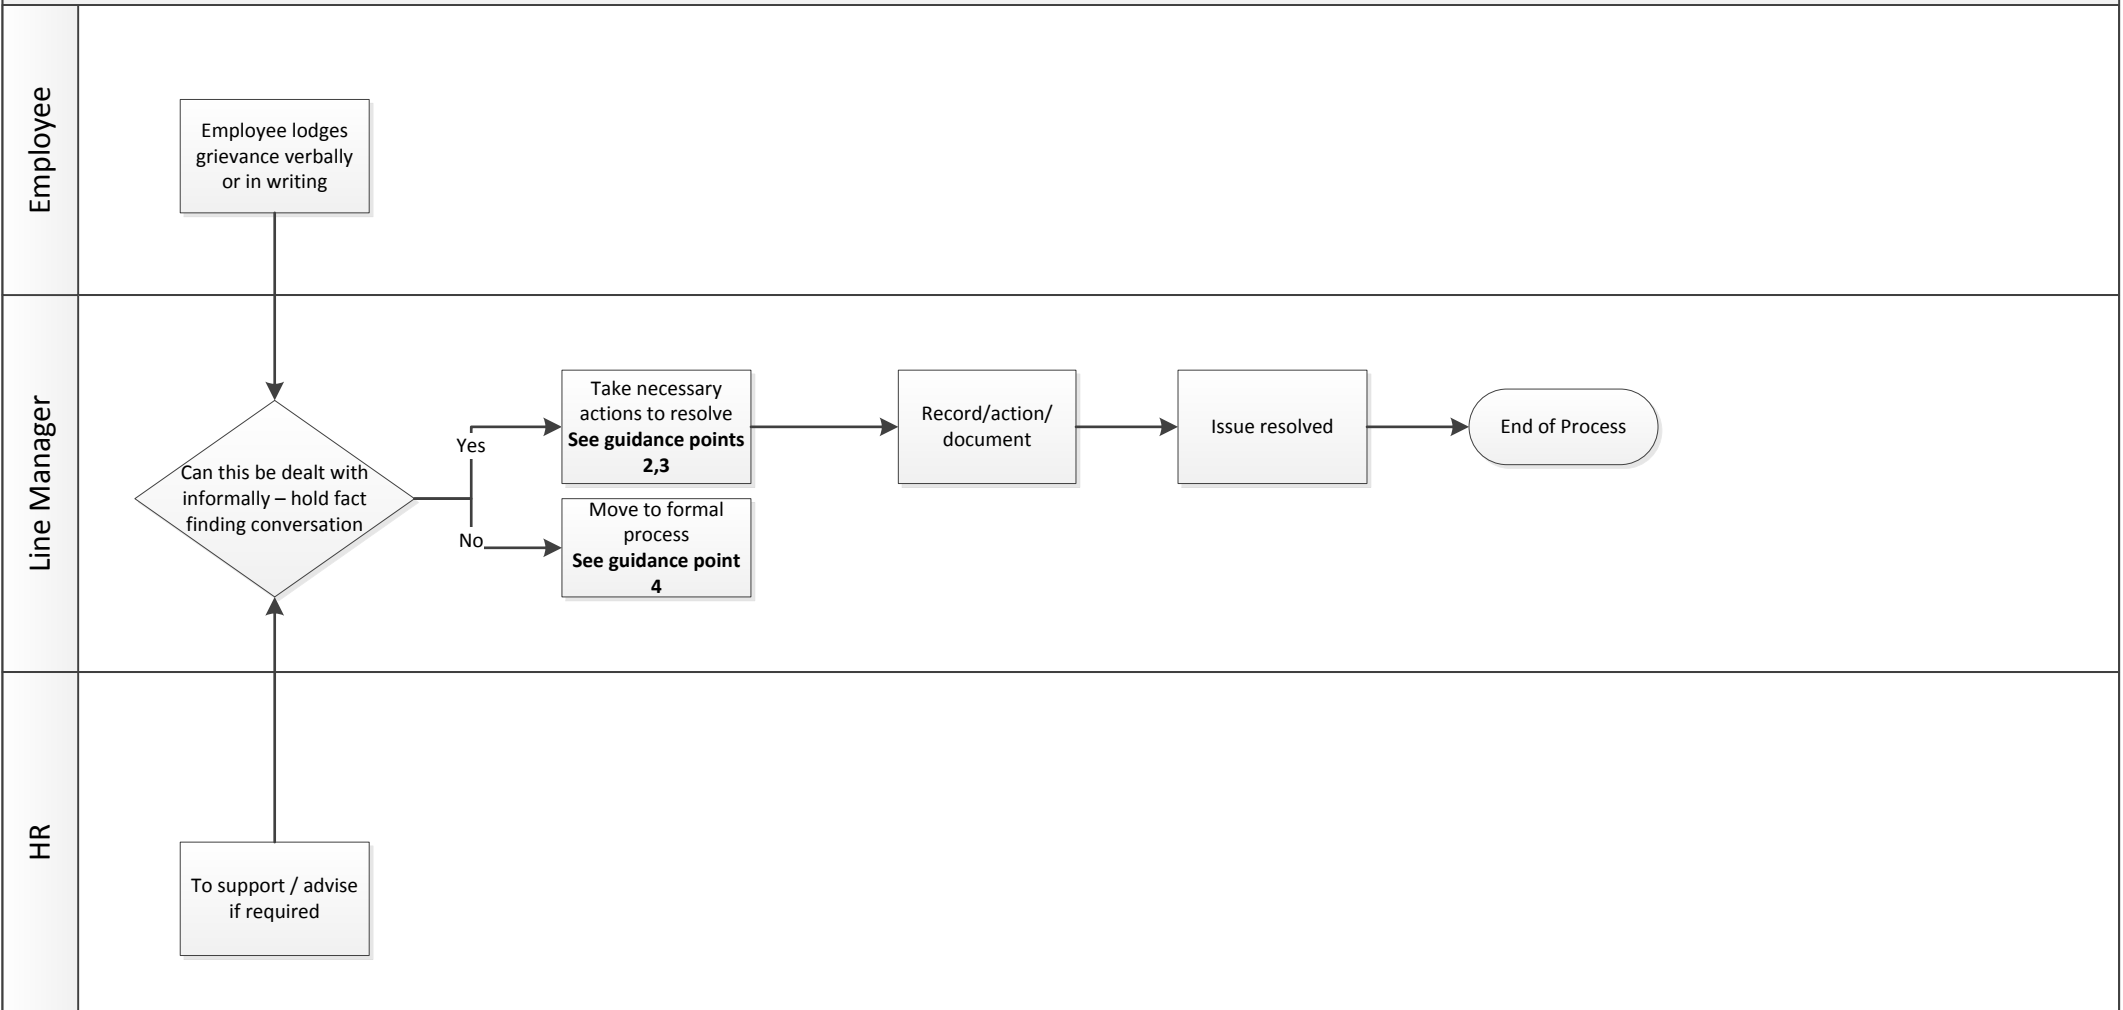 Employee
Employee lodges
grievance verbally
or in writing
Line Manager
Can this be dealt with
informally – hold fact
finding conversation
Yes
No
Take necessary
actions to resolve
See guidance points
2,3
Move to formal
process
See guidance point
4
Record/action/
document
Issue resolved
End of Process
HR
To support / advise
if required